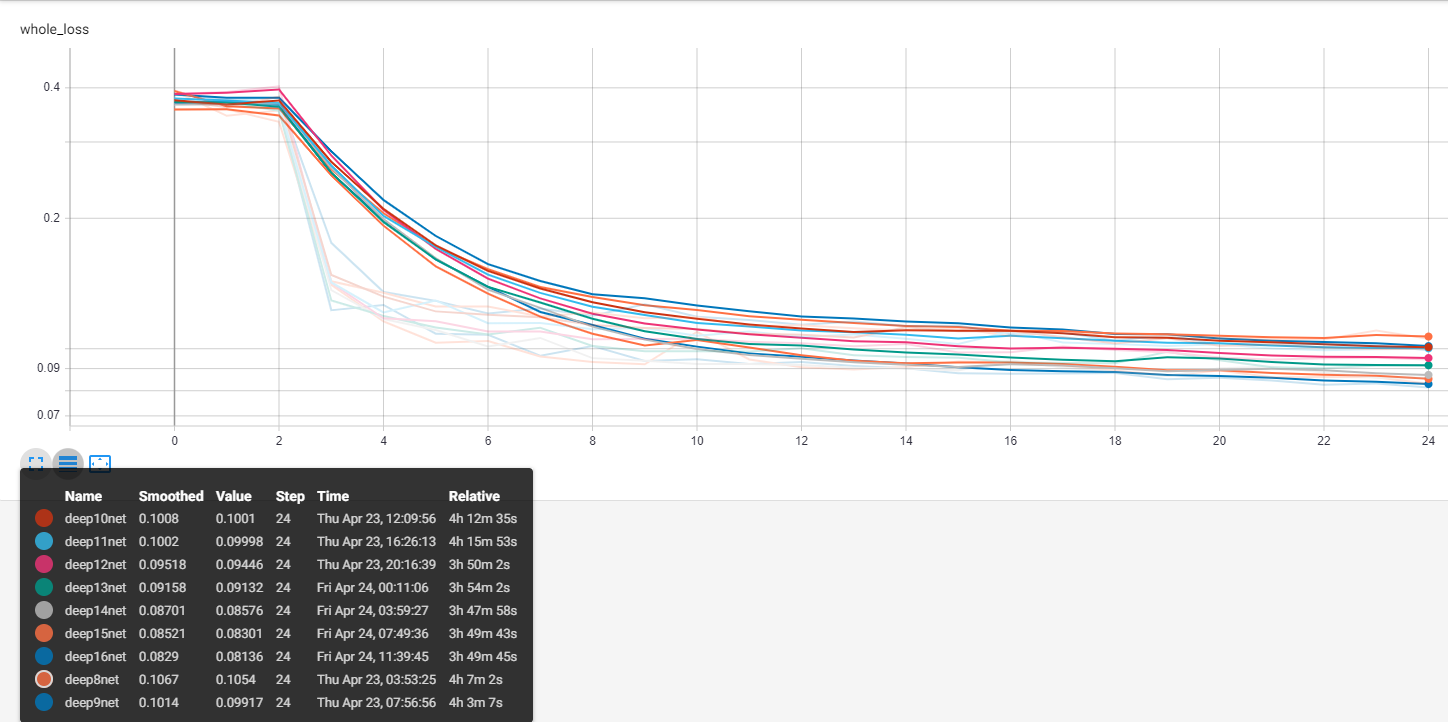 whole_loss
0.4
0.2
0.09
0.07
0 2 4 6 8 10 12 14 16 18 20 22 24
Name Smoothed Value Step Time Relative
deep10net 0.1008 0.1001 24 Thu Apr 23, 12:09:56 4h 12m 35s
deep11net 0.1002 0.09998 24 Thu Apr 23, 16:26:13 4h 15m 53s
deep12net 0.09518 0.09446 24 Thu Apr 23, 20:16:39 3h 50m 2s
deep13net 0.09158 0.09132 24 Fri Apr 24, 00:11:06 3h 54m 2s
deep14net 0.08701 0.08576 24 Fri Apr 24, 03:59:27 3h 47m 58s
deep15net 0.08521 0.08301 24 Fri Apr 24, 07:49:36 3h 49m 43s
deep16net 0.0829 0.08136 24 Fri Apr 24, 11:39:45 3h 49m 45s
deep8net 0.1067 0.1054 24 Thu Apr 23, 03:53:25 4h 7m 2s
deep9net 0.1014 0.09917 24 Thu Apr 23, 07:56:56 4h 3m 7s